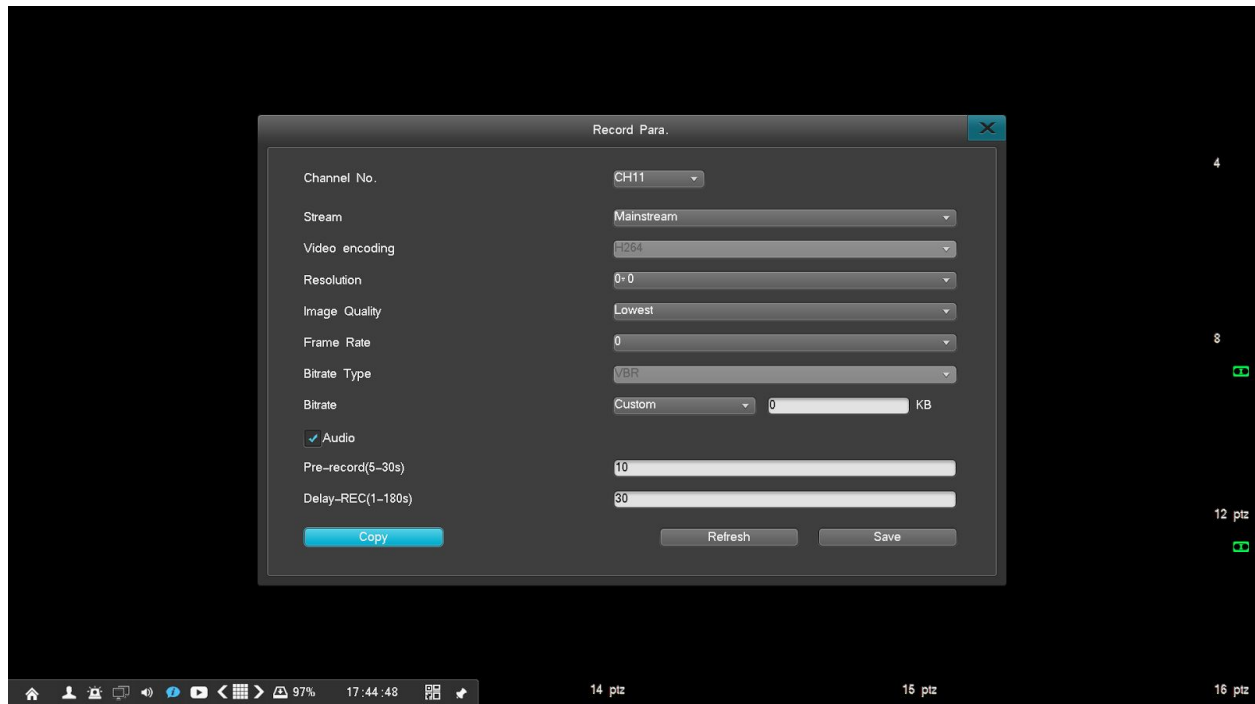 Record Para.
4
Channel No. CH11
Stream Mainstream
Video encoding H264
Resolution 0*0
Image Quality Lowest
Frame Rate 0
8
Bitrate Type VBR
Bitrate Custom 0 KB
Audio
Pre-record(5-30s) 10
Delay-REC(1-180s) 30
12 ptz
Copy Refresh Save
97% 17:44:48 14 ptz 15 ptz 16 ptz